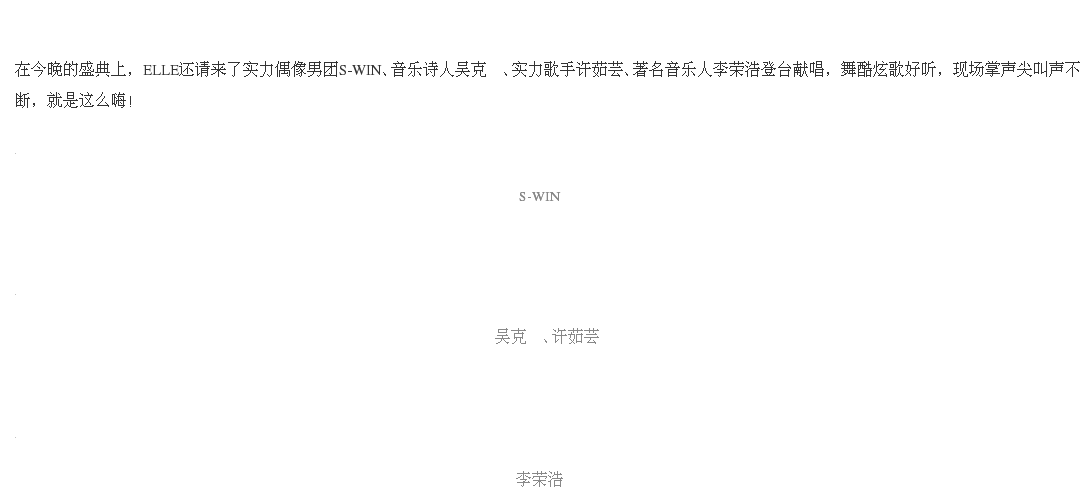 在今晚的盛典上，ELLE还请来了实力偶像男团S-WIN、音乐诗人吴克　、实力歌手许茹芸、著名音乐人李荣浩登台献唱，舞酷炫歌好听，现场掌声尖叫声不
断，就是这么嗨！
S-WIN
吴克　、许茹芸
李荣浩